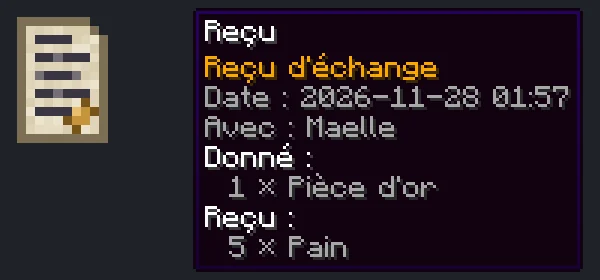 Reçu
Reçu d'échange
Date : 2026-11-28 01:57
Avec : Maelle
Donné :
1 × Pièce d'or
Reçu :
5 × Pain